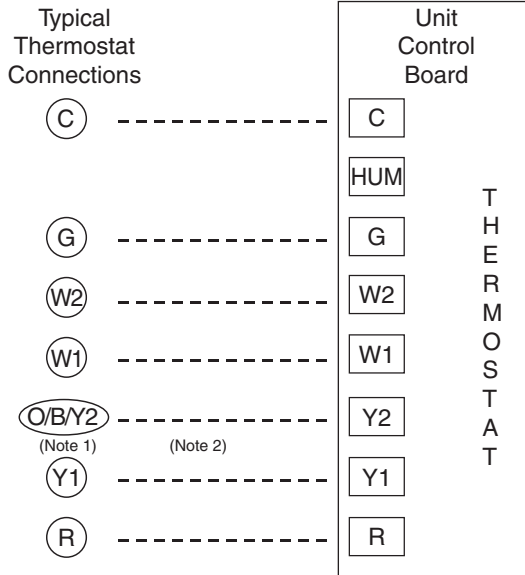 Typical
Thermostat
Connections
Unit
Control
Board
C
C
HUM
G
G
W2
W2
W1
W1
O/B/Y2
Y2
(Note 1)
(Note 2)
Y1
Y1
R
R
THERMOSTAT